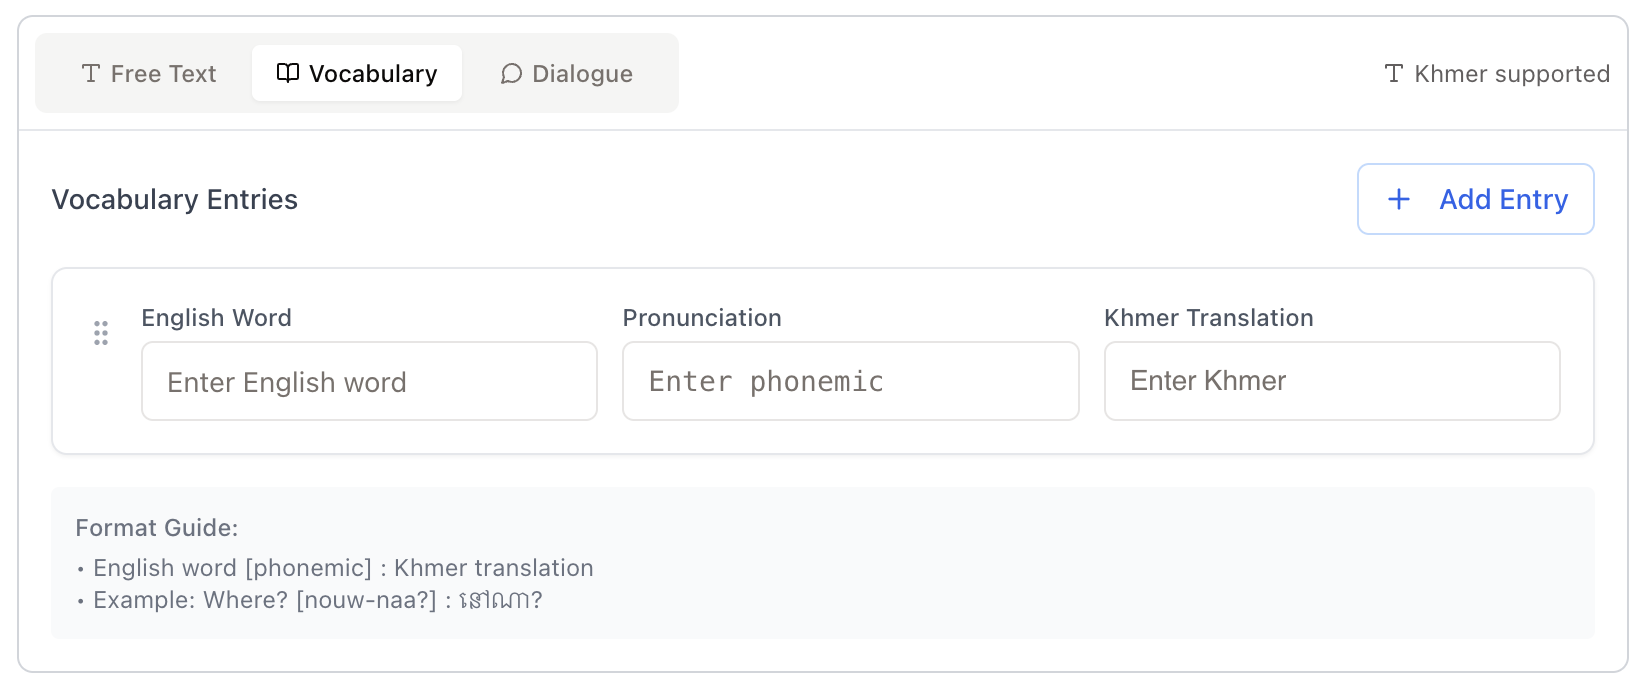 Free Text
Vocabulary
Dialogue
Khmer supported
Vocabulary Entries
+ Add Entry
English Word
Pronunciation
Khmer Translation
Enter English word
Enter phonemic
Enter Khmer
Format Guide:
• English word [phonemic] : Khmer translation
• Example: Where? [nouw-naa?] : នៅណា?